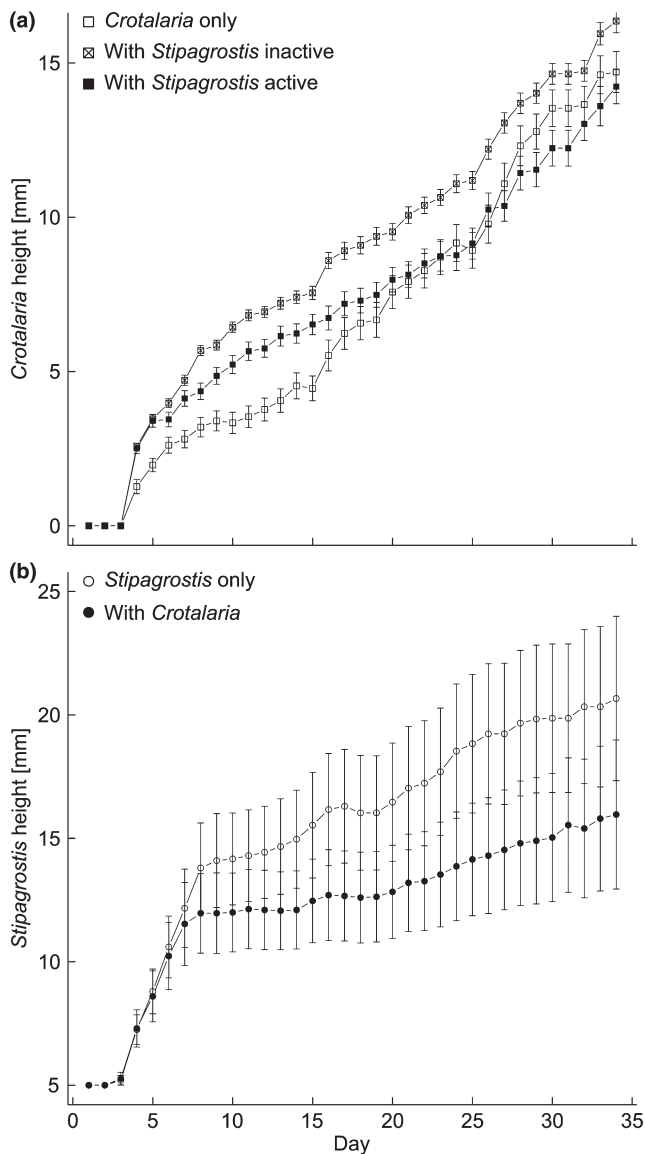 (a)
Crotalaria only
With Stipagrostis inactive
With Stipagrostis active
15
10
5
0
Crotalaria height [mm]
(b)
Stipagrostis only
With Crotalaria
25
20
15
10
5
Stipagrostis height [mm]
0 5 10 15 20 25 30 35
Day